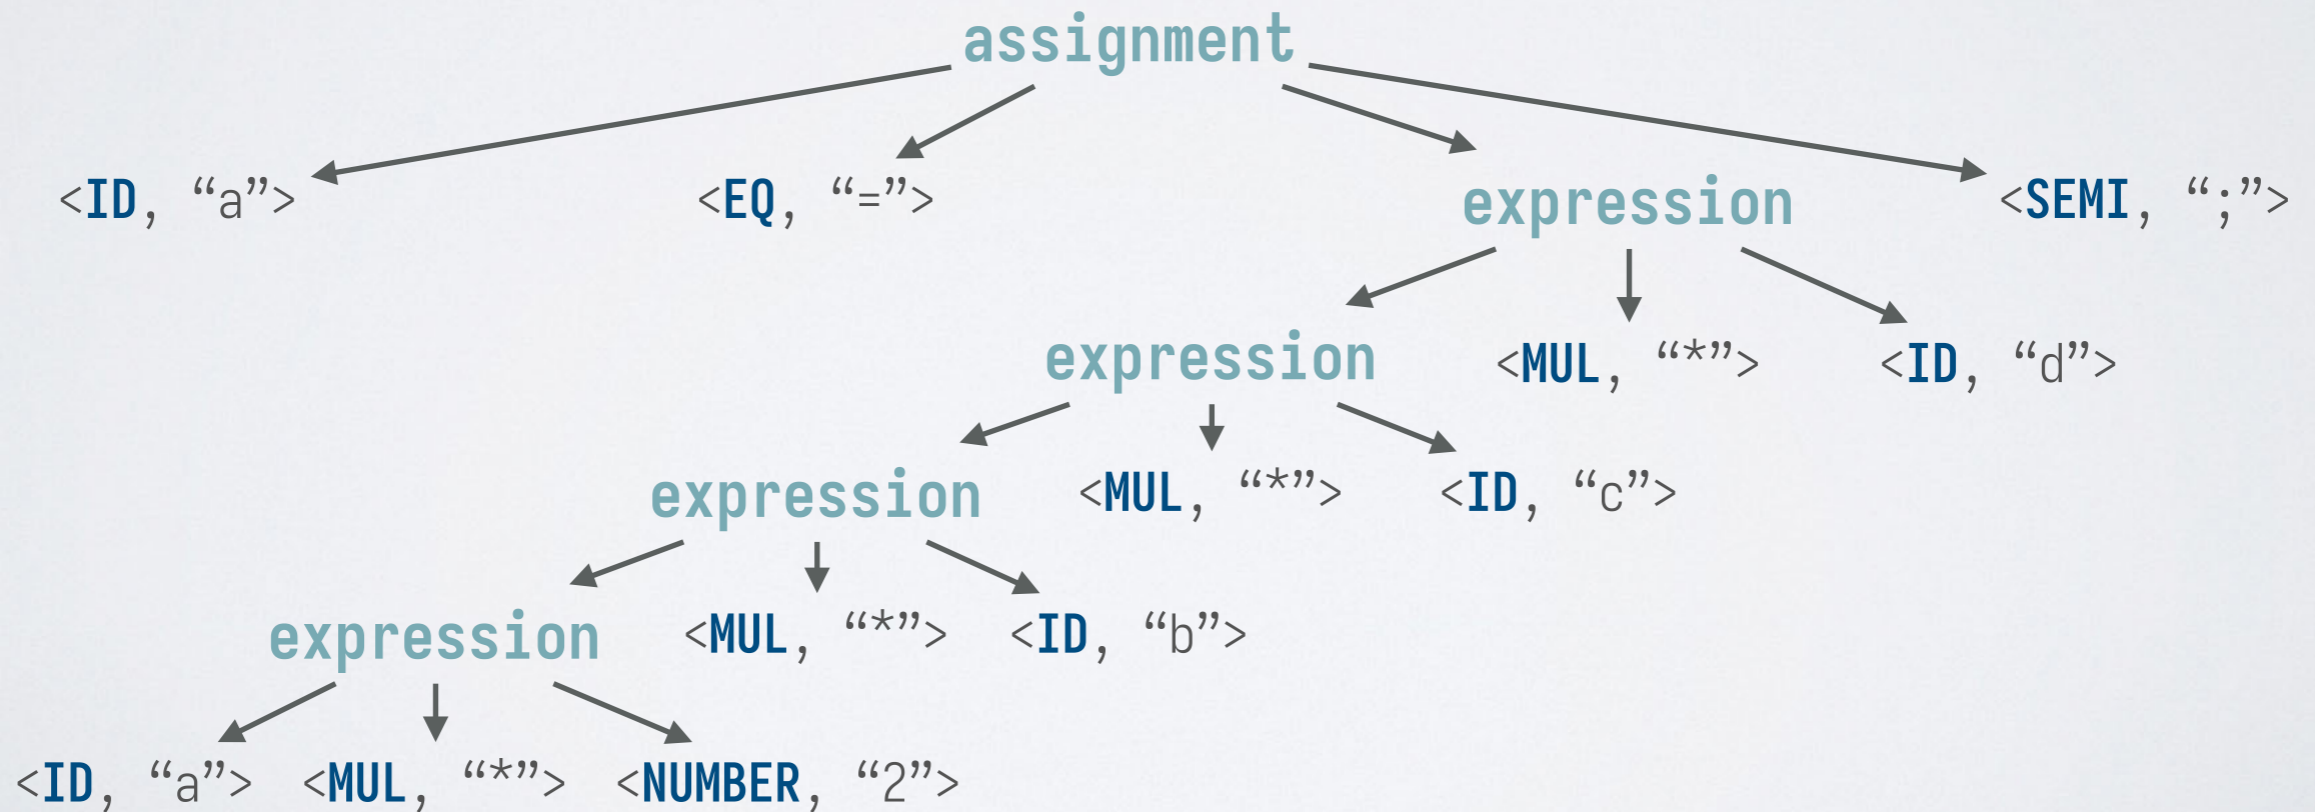 assignment
<ID, “a”> <EQ, “=”> expression <SEMI, “;”>
expression <MUL, “*”> <ID, “d”>
expression <MUL, “*”> <ID, “c”>
expression <MUL, “*”> <ID, “b”>
<ID, “a”> <MUL, “*”> <NUMBER, “2”>